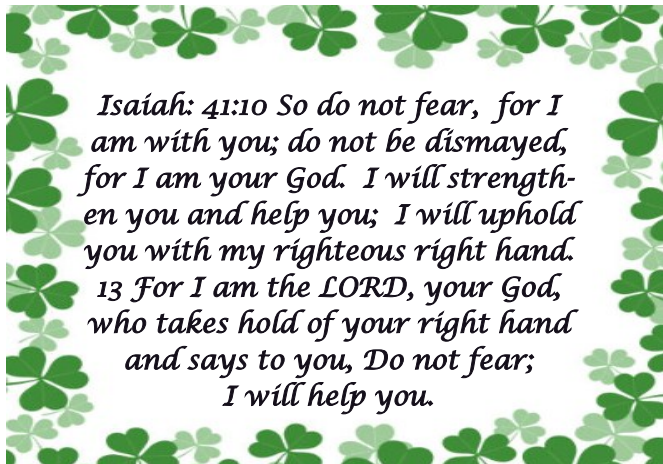 Isaiah: 41:10 So do not fear,  for I
am with you; do not be dismayed,
for I am your God.  I will strength-
en you and help you;  I will uphold
you with my righteous right hand.
13 For I am the LORD, your God,
who takes hold of your right hand
and says to you, Do not fear;
I will help you.